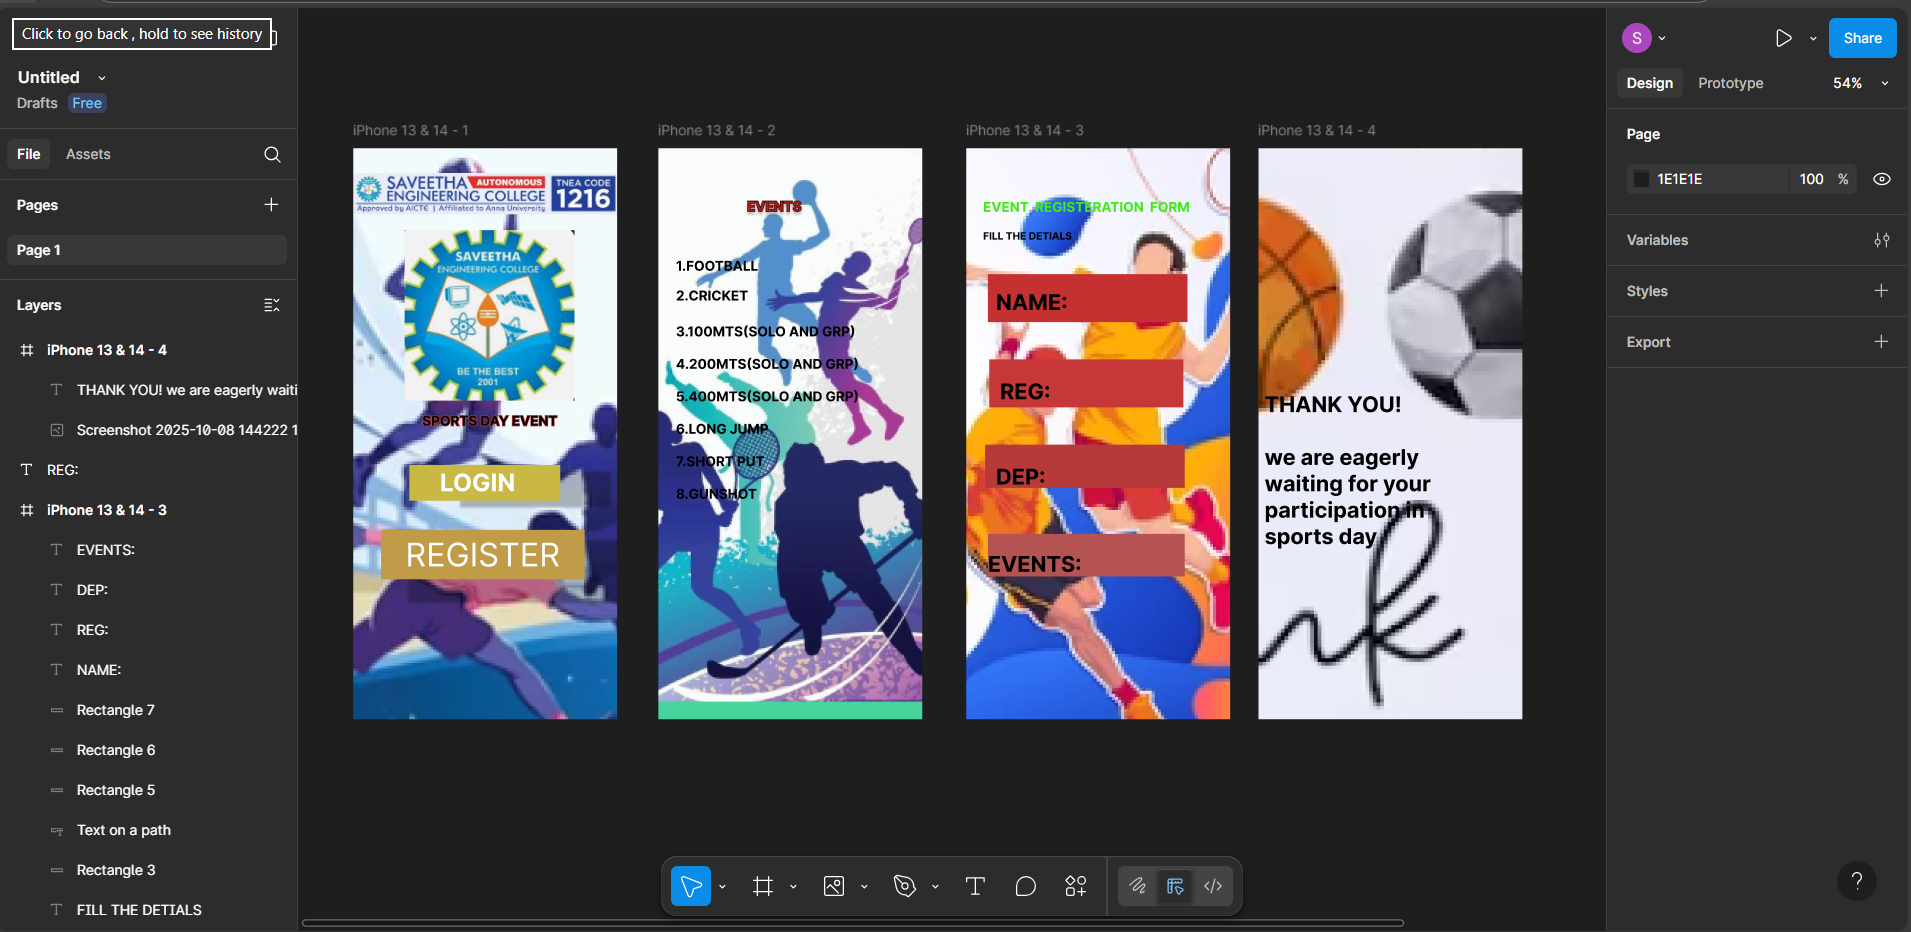 Click to go back , hold to see history
Untitled
Drafts Free
File Assets
Pages
Page 1
Layers
iPhone 13 & 14 - 4
THANK YOU! we are eagerly waiti
Screenshot 2025-10-08 144222 1
REG:
iPhone 13 & 14 - 3
EVENTS:
DEP:
REG:
NAME:
Rectangle 7
Rectangle 6
Rectangle 5
Text on a path
Rectangle 3
FILL THE DETIALS
iPhone 13 & 14 - 1
SAVEETHA AUTONOMOUS
ENGINEERING COLLEGE
Approved by AICTE | Affiliated to Anna University
TNEA CODE
1216
SAVEETHA
ENGINEERING COLLEGE
BE THE BEST
2001
SPORTS DAY EVENT
LOGIN
REGISTER
iPhone 13 & 14 - 2
EVENTS
1.FOOTBALL
2.CRICKET
3.100MTS(SOLO AND GRP)
4.200MTS(SOLO AND GRP)
5.400MTS(SOLO AND GRP)
6.LONG JUMP
7.SHORT PUT
8.GUNSHOT
iPhone 13 & 14 - 3
EVENT REGISTERATION FORM
FILL THE DETIALS
NAME:
REG:
DEP:
EVENTS:
iPhone 13 & 14 - 4
THANK YOU!
we are eagerly
waiting for your
participation in
sports day
nk
S
Share
Design Prototype 54%
Page
1E1E1E 100 %
Variables
Styles
Export
?